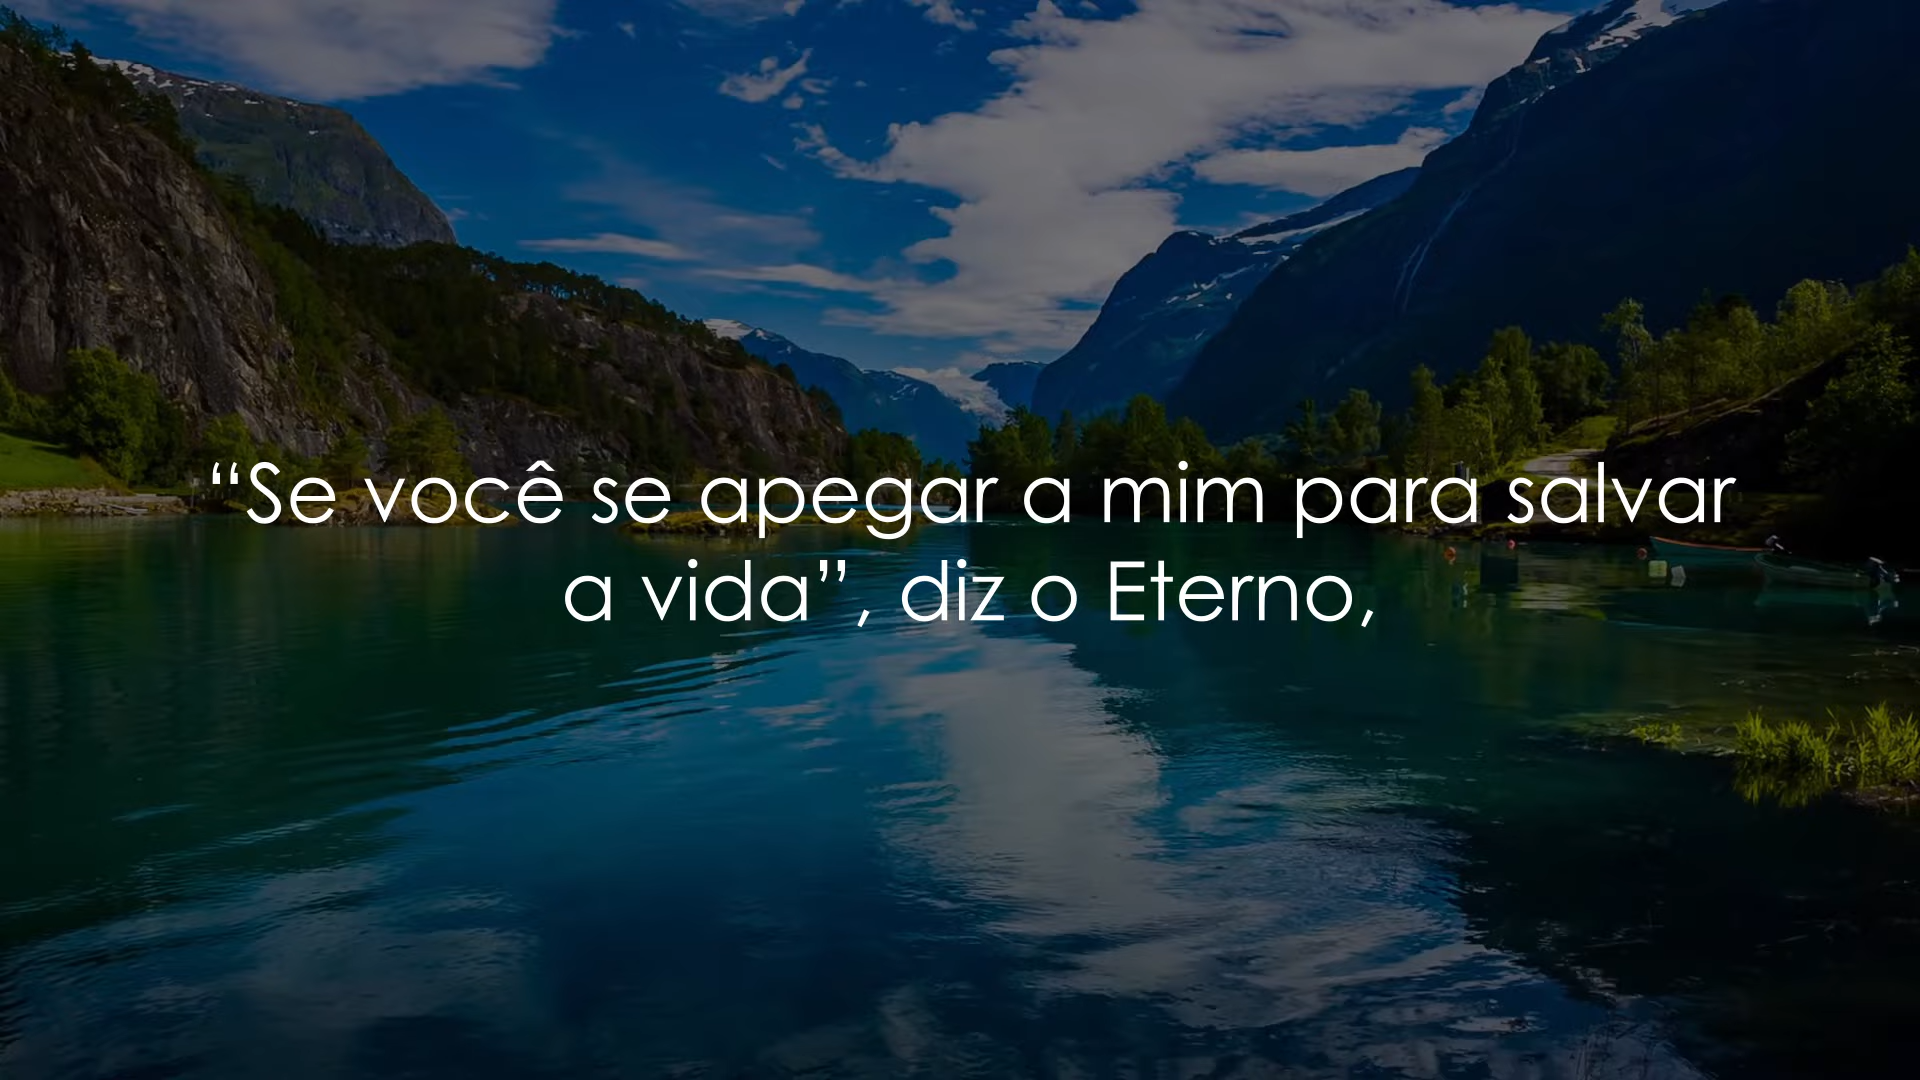 “Se você se apegar a mim para salvar
a vida”, diz o Eterno,